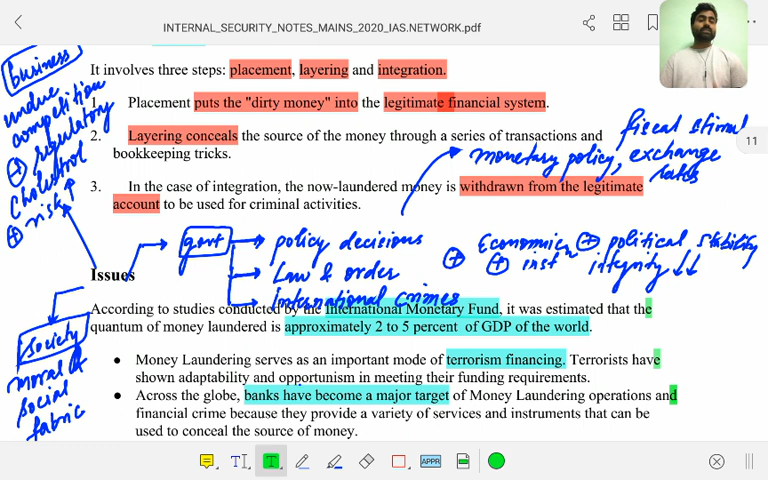 INTERNAL_SECURITY_NOTES_MAINS_2020_IAS.NETWORK.pdf
11
business
undue
competition
+ regulatory
cholestrol
+ risk ↑
It involves three steps: placement, layering and integration.
1. Placement puts the "dirty money" into the legitimate financial system.
2. Layering conceals the source of the money through a series of transactions and
bookkeeping tricks.
3. In the case of integration, the now-laundered money is withdrawn from the legitimate
account to be used for criminal activities.
fiscal stimul
monetary policy, exchange
rates
govt
policy decisions
Law & order
International crimes
+ Economic + political stability
+ inst integrity ↓↓
Issues
According to studies conducted by the International Monetary Fund, it was estimated that the
quantum of money laundered is approximately 2 to 5 percent of GDP of the world.
society
moral &
social
fabric
• Money Laundering serves as an important mode of terrorism financing. Terrorists have
shown adaptability and opportunism in meeting their funding requirements.
• Across the globe, banks have become a major target of Money Laundering operations and
financial crime because they provide a variety of services and instruments that can be
used to conceal the source of money.
T
T
APPR